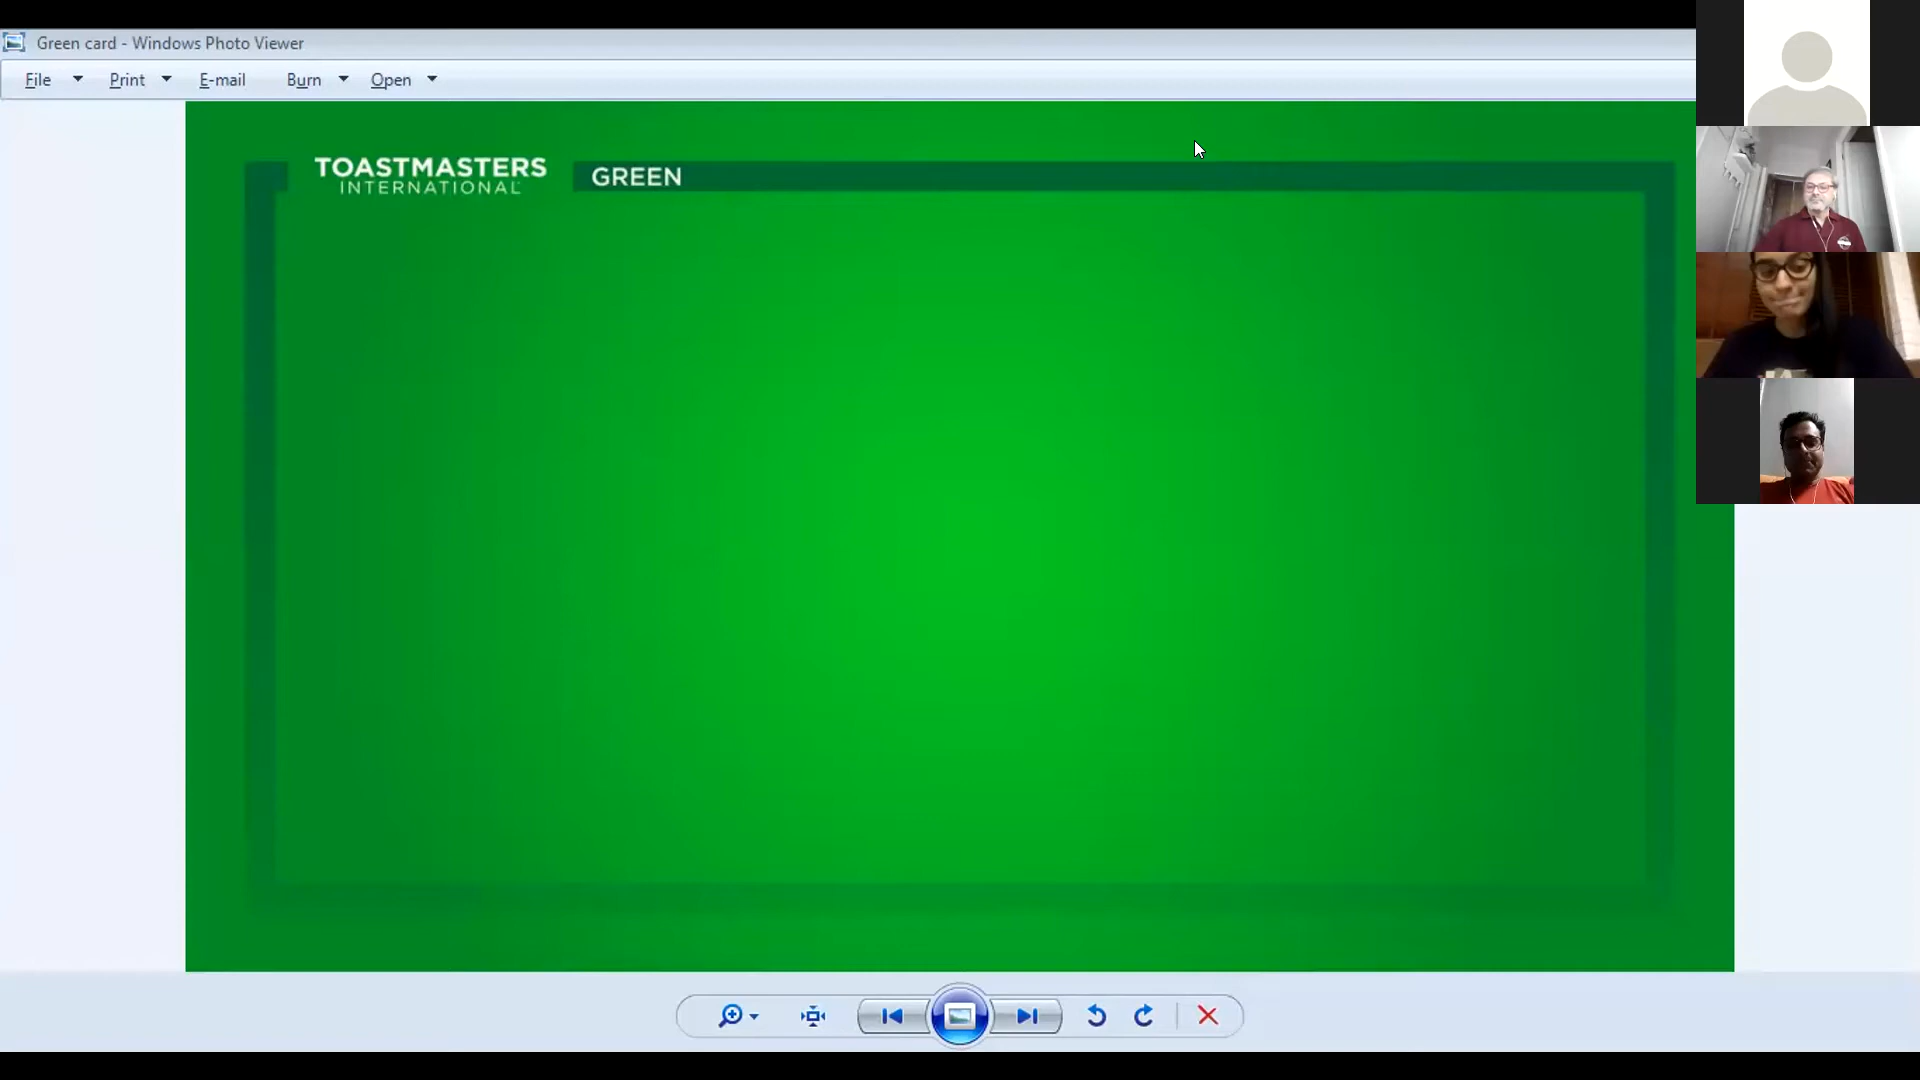 Green card - Windows Photo Viewer
File Print E-mail Burn Open
TOASTMASTERS
INTERNATIONAL
GREEN